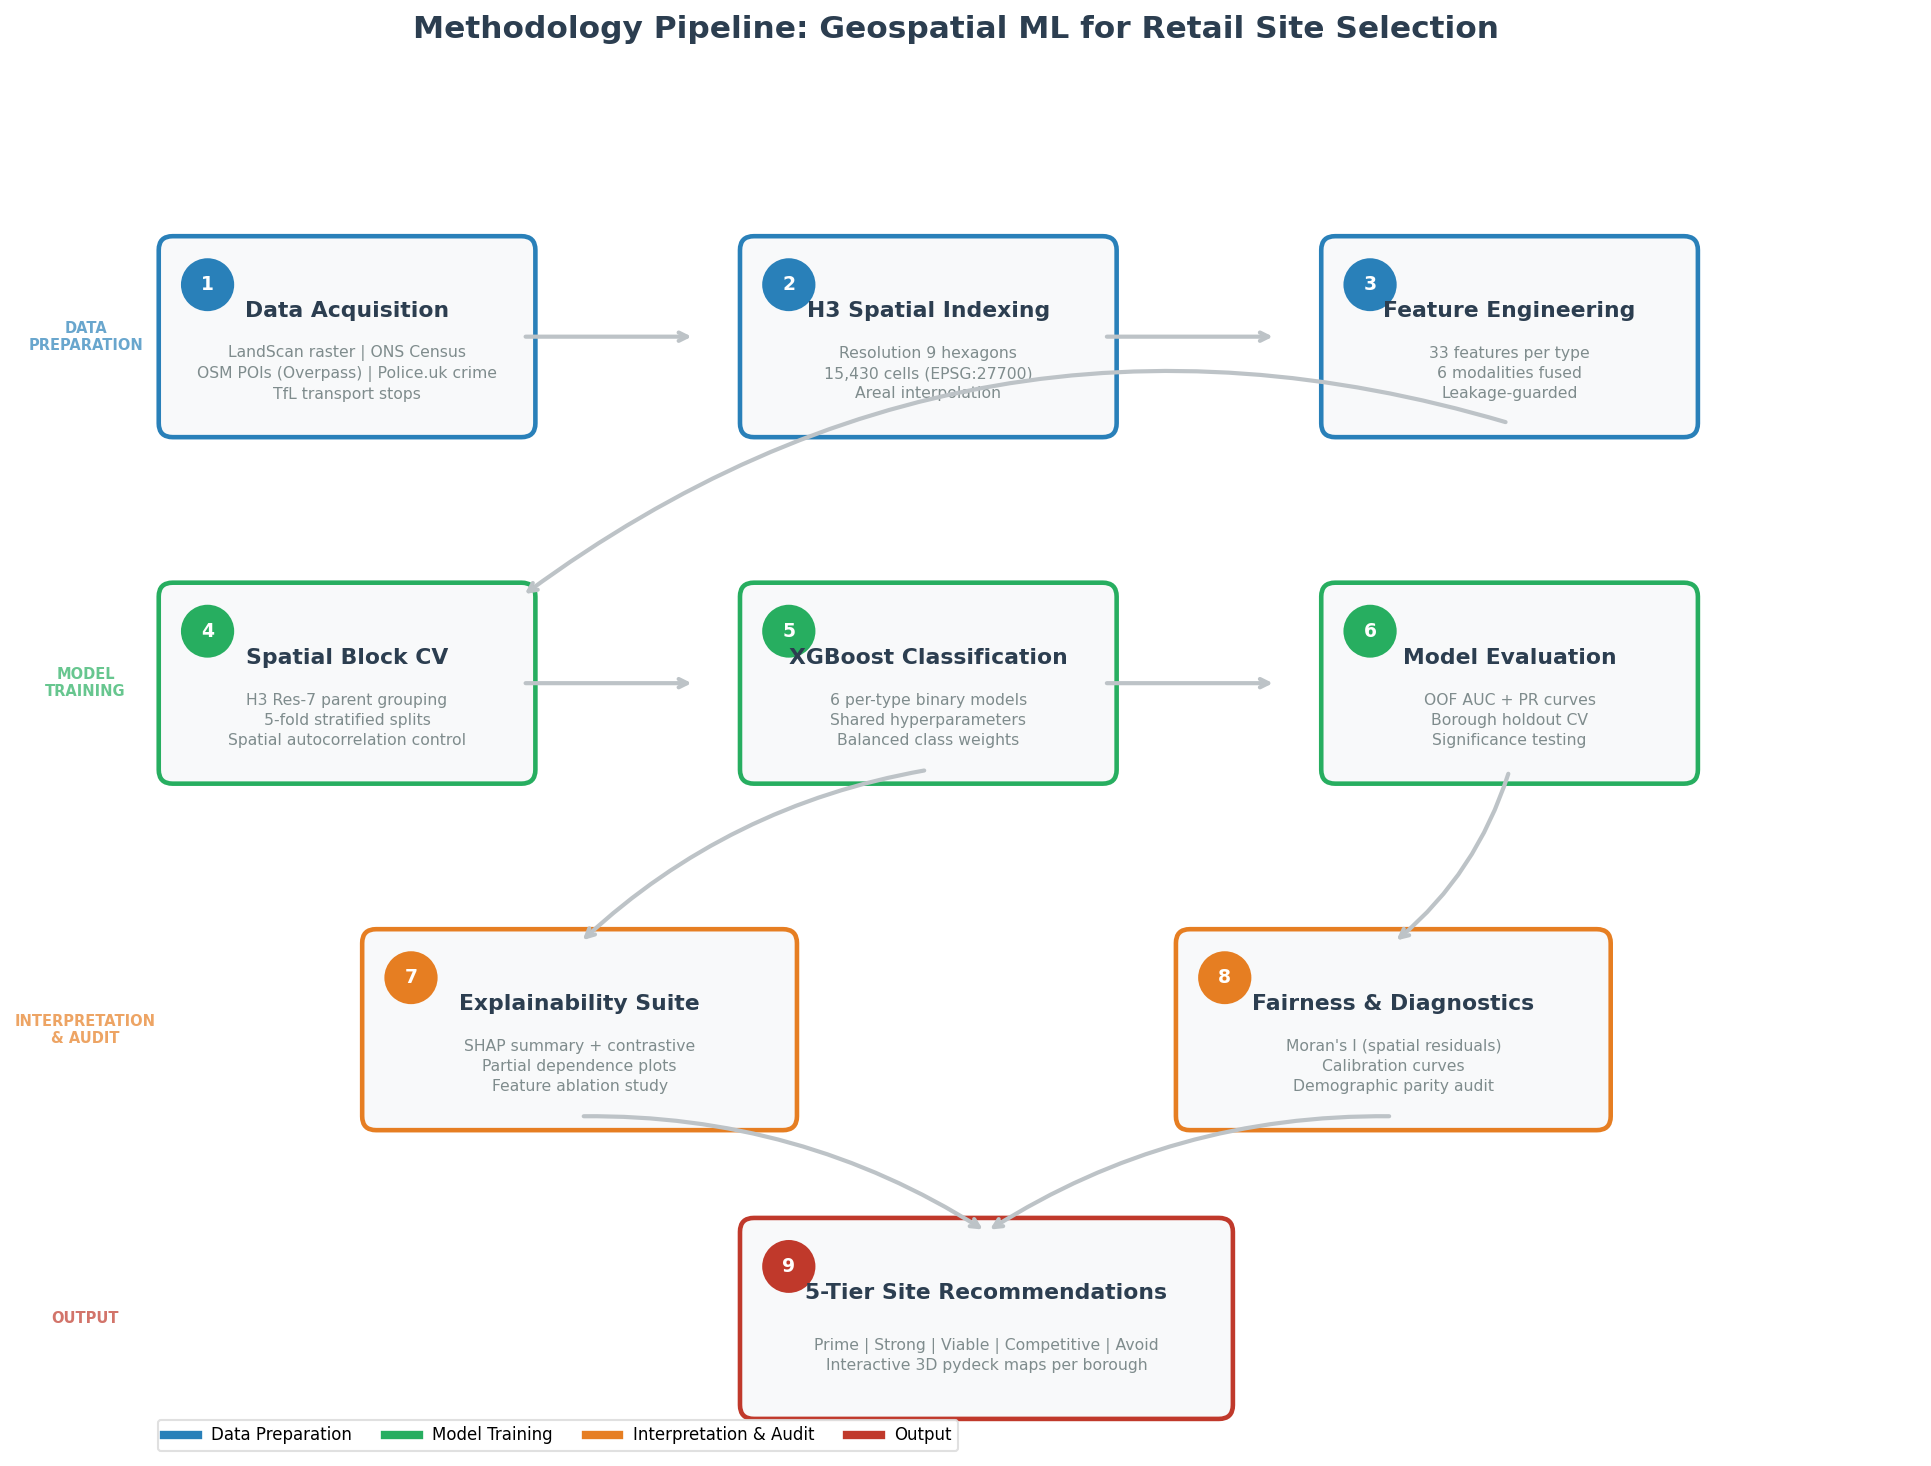 Methodology Pipeline: Geospatial ML for Retail Site Selection
DATA
PREPARATION
1
Data Acquisition
LandScan raster | ONS Census
OSM POIs (Overpass) | Police.uk crime
TfL transport stops
2
H3 Spatial Indexing
Resolution 9 hexagons
15,430 cells (EPSG:27700)
Areal interpolation
3
Feature Engineering
33 features per type
6 modalities fused
Leakage-guarded
MODEL
TRAINING
4
Spatial Block CV
H3 Res-7 parent grouping
5-fold stratified splits
Spatial autocorrelation control
5
XGBoost Classification
6 per-type binary models
Shared hyperparameters
Balanced class weights
6
Model Evaluation
OOF AUC + PR curves
Borough holdout CV
Significance testing
INTERPRETATION
& AUDIT
7
Explainability Suite
SHAP summary + contrastive
Partial dependence plots
Feature ablation study
8
Fairness & Diagnostics
Moran's I (spatial residuals)
Calibration curves
Demographic parity audit
OUTPUT
9
5-Tier Site Recommendations
Prime | Strong | Viable | Competitive | Avoid
Interactive 3D pydeck maps per borough
Data Preparation
Model Training
Interpretation & Audit
Output